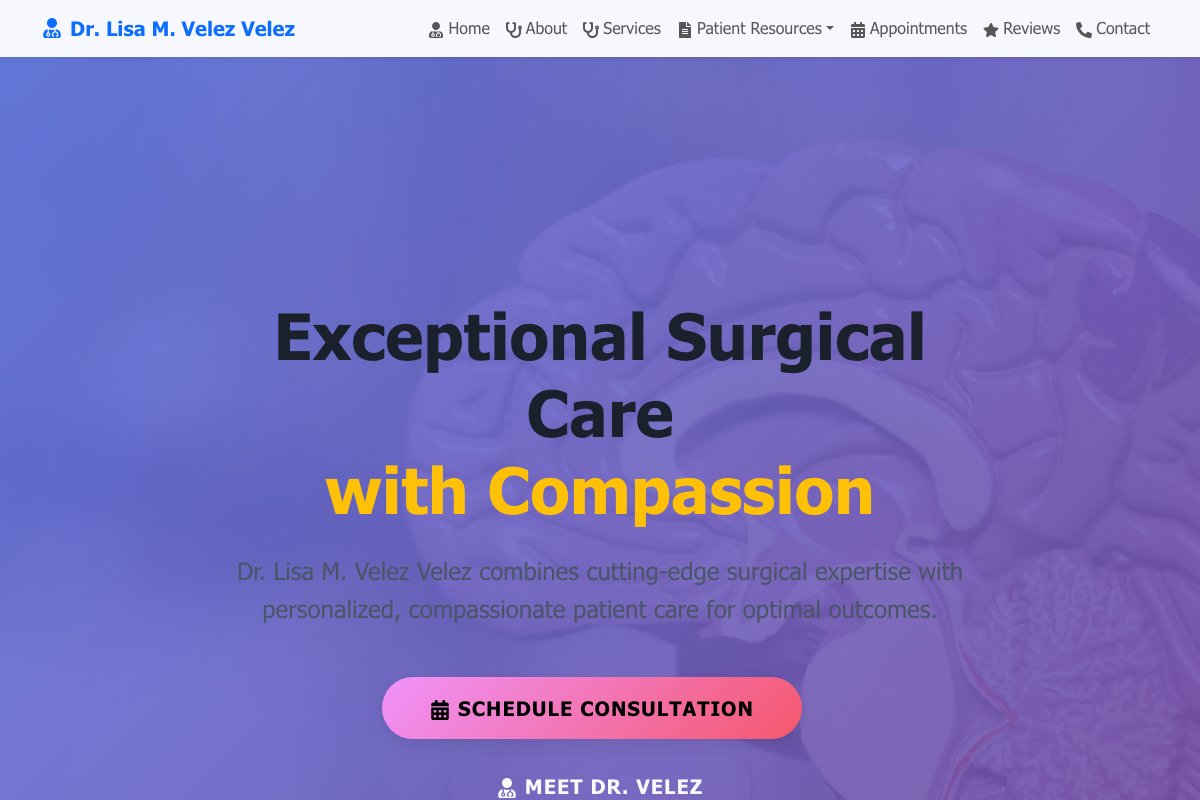 Dr. Lisa M. Velez Velez
Home About Services Patient Resources Appointments Reviews Contact
Exceptional Surgical
Care
with Compassion
Dr. Lisa M. Velez Velez combines cutting-edge surgical expertise with
personalized, compassionate patient care for optimal outcomes.
SCHEDULE CONSULTATION
MEET DR. VELEZ